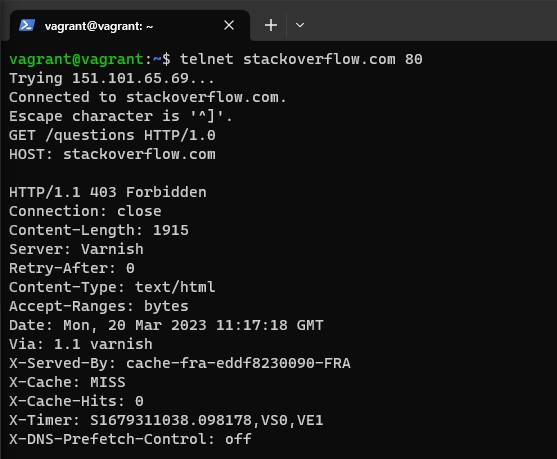 vagrant@vagrant: ~
vagrant@vagrant:~$ telnet stackoverflow.com 80
Trying 151.101.65.69...
Connected to stackoverflow.com.
Escape character is '^]'.
GET /questions HTTP/1.0
HOST: stackoverflow.com

HTTP/1.1 403 Forbidden
Connection: close
Content-Length: 1915
Server: Varnish
Retry-After: 0
Content-Type: text/html
Accept-Ranges: bytes
Date: Mon, 20 Mar 2023 11:17:18 GMT
Via: 1.1 varnish
X-Served-By: cache-fra-eddf8230090-FRA
X-Cache: MISS
X-Cache-Hits: 0
X-Timer: S1679311038.098178,VS0,VE1
X-DNS-Prefetch-Control: off